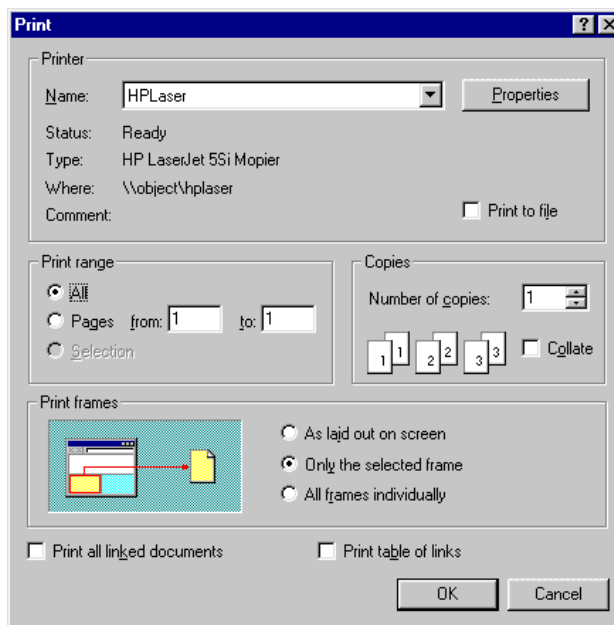 Print
Printer
Name: HPLaser Properties
Status: Ready
Type: HP LaserJet 5Si Mopier
Where: \\object\hplaser
Comment: Print to file
Print range
All
Pages from: 1 to: 1
Selection
Copies
Number of copies: 1
1 1 2 2 3 3 Collate
Print frames
As laid out on screen
Only the selected frame
All frames individually
Print all linked documents Print table of links
OK Cancel